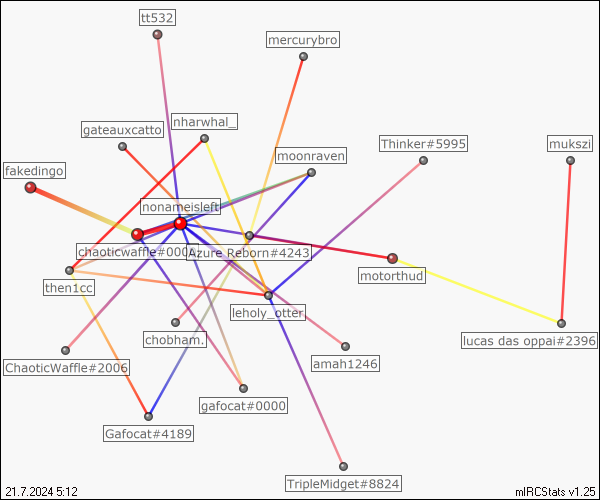 tt532
mercurybro
gateauxcatto
nharwhal_
moonraven
Thinker#5995
mukszi
fakedingo
nonameisleft
chaoticwaffle#000
Azure Reborn#4243
then1cc
motorthud
leholy_otter.
chobham.
lucas das oppai#2396
ChaoticWaffle#2006
amah1246
gafocat#0000
Gafocat#4189
TripleMidget#8824
21.7.2024 5:12
mIRCStats v1.25